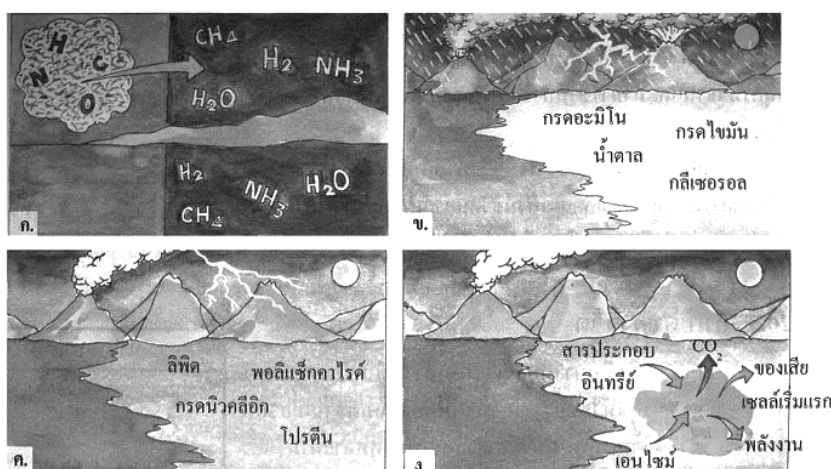 N H C O
CH4
H2 NH3
H2O
H2
NH3 H2O
CH4
ก.
กรดอะมิโน
กรดไขมัน
น้ำตาล
กลีเซอรอล
ข.
ลิพิด
พอลิแซ็กคาไรด์
กรดนิวคลีอิก
โปรตีน
ค.
สารประกอบ
อินทรีย์
CO2
ของเสีย
เซลล์เริ่มแรก
พลังงาน
เอนไซม์
ง.